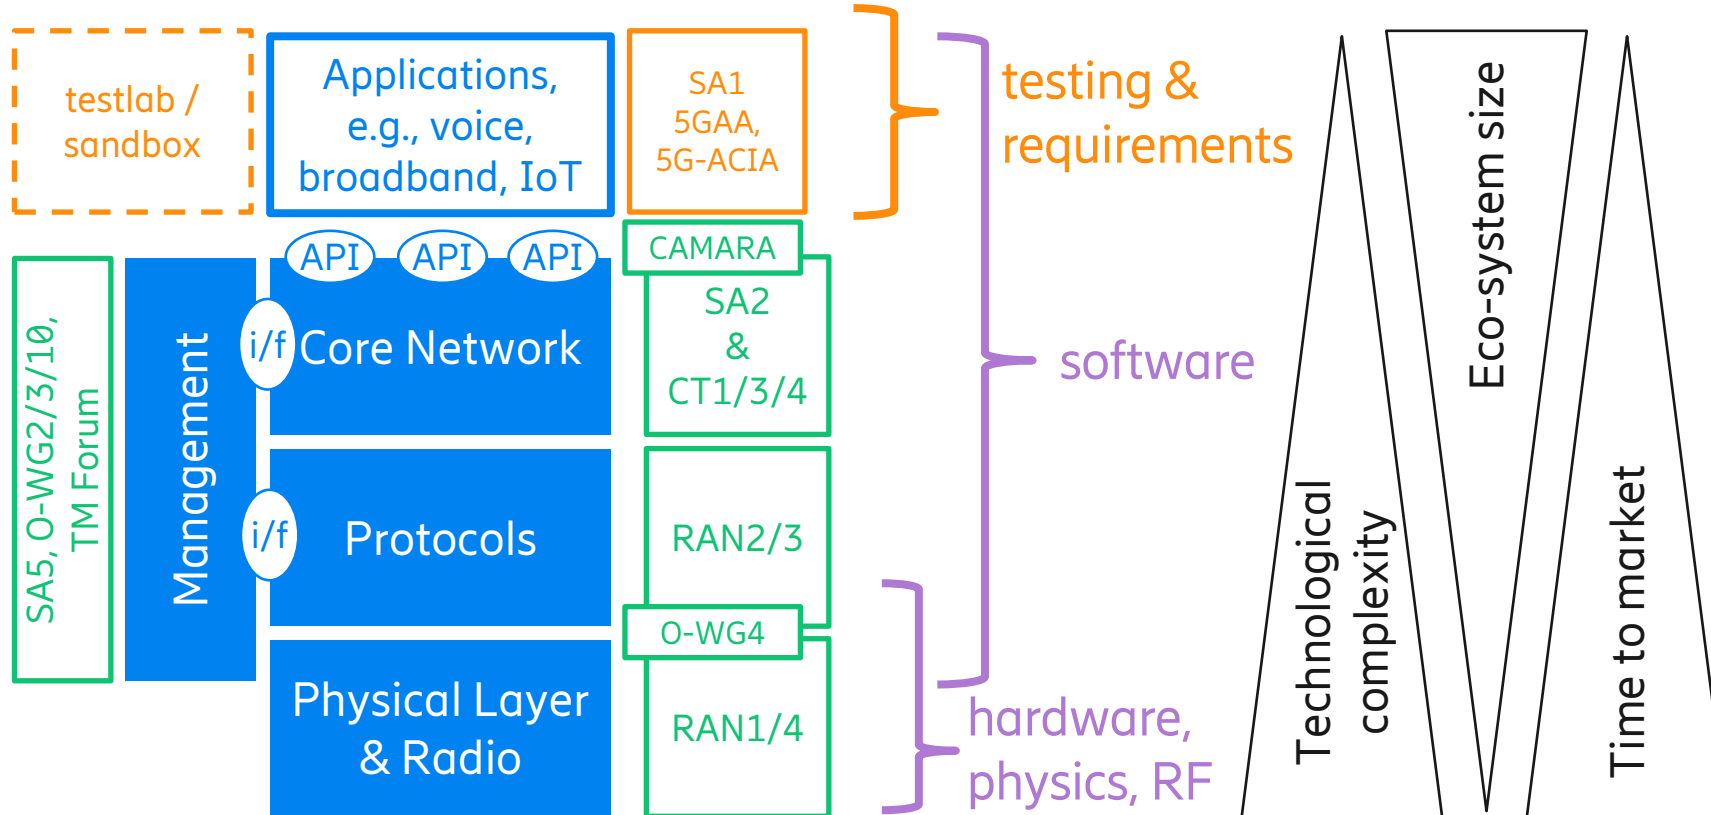 testlab /
sandbox
Applications,
e.g., voice,
broadband, IoT
SA1
5GAA,
5G-ACIA
testing &
requirements
API
API
API
CAMARA
SA5, O-WG2/3/10,
TM Forum
Management
i/f
Core Network
SA2
&
CT1/3/4
software
i/f
Protocols
RAN2/3
O-WG4
Physical Layer
& Radio
RAN1/4
hardware,
physics, RF
Technological
complexity
Eco-system size
Time to market